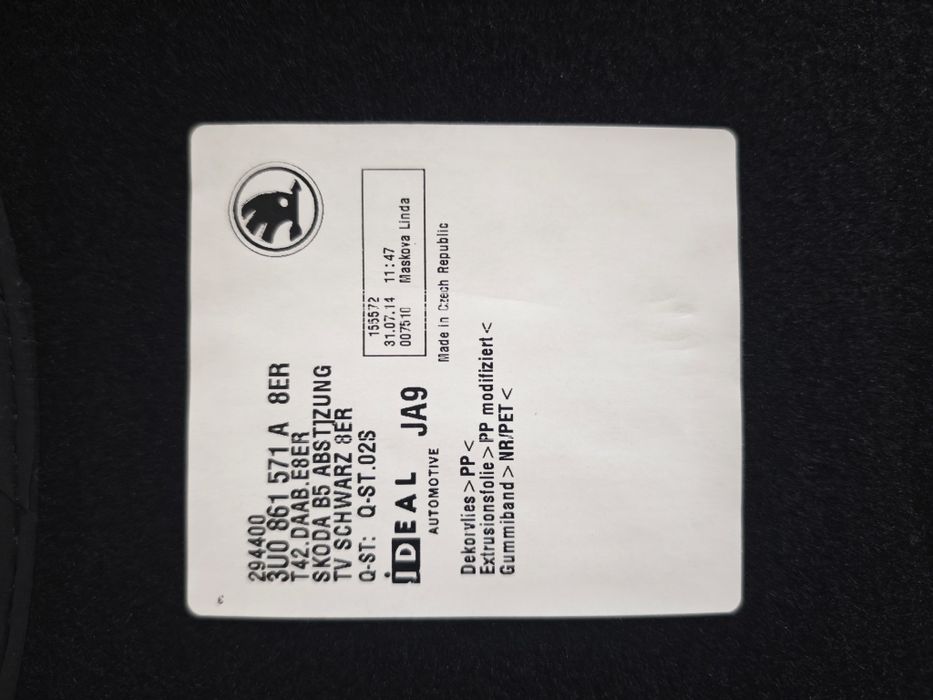 294400
3U0 861 571 A 8ER
T42.DAAB.E8ER
SKODA B5 ABSTTZUNG
TV SCHWARZ 8ER
Q-ST: Q-ST.02S
iDEAL JA9
AUTOMOTIVE
155572
31.07.14 11:47
007510 Maskova Linda
Made in Czech Republic
Dekorvlies > PP <
Extrusionsfolie > PP modifiziert <
Gummiband > NR/PET <